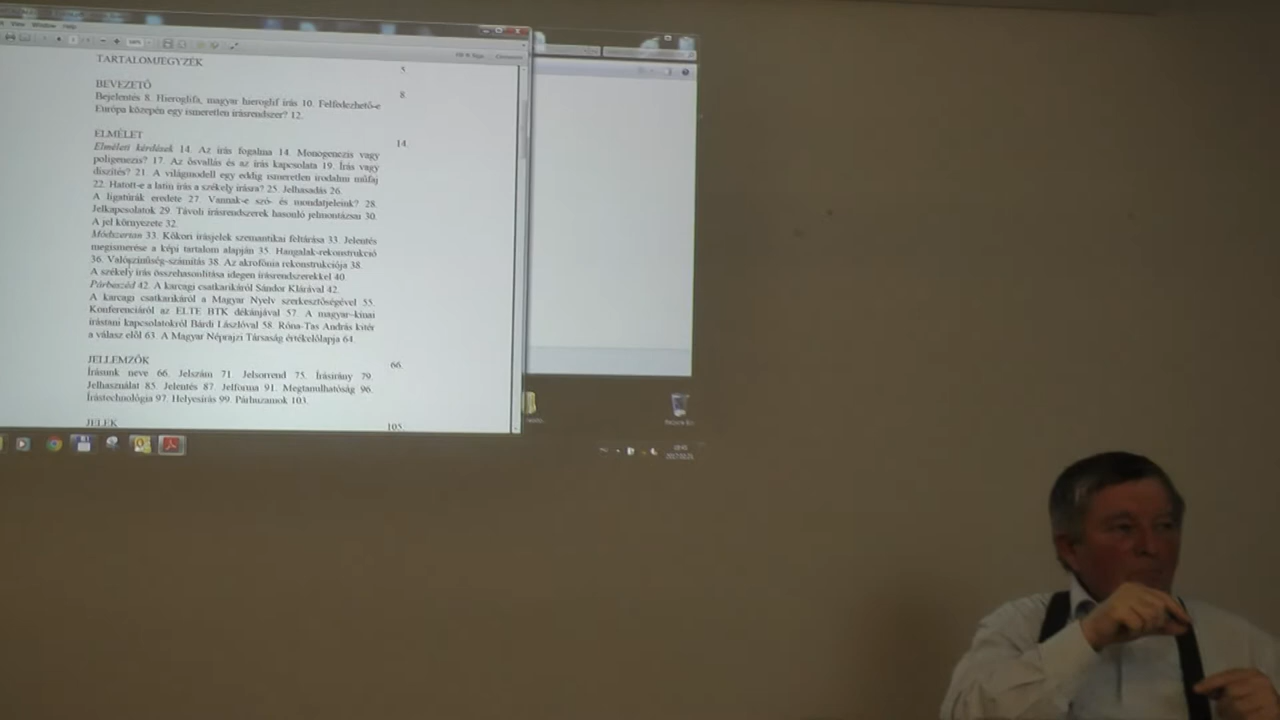 View Window Help
TARTALOMJEGYZÉK 5
BEVEZETŐ 8
Bejelentés 8. Hieroglifa, magyar hieroglif írás 10. Felfedezhető-e
Európa közepén egy ismeretlen írásrendszer? 12.
ELMÉLET 14
Elméleti kérdések 14. Az írás fogalma 14. Monogenezis vagy
poligenezis? 17. Az ősvallás és az írás kapcsolata 19. Írás vagy
díszítés? 21. A világmodell egy eddig ismeretlen irodalmi műfaj
22. Hatott-e a latin írás a székely írásra? 25. Jelhasadás 26.
A ligatúrák eredete 27. Vannak-e szó- és mondatjeleink? 28.
Jelkapcsolatok 29. Távoli írásrendszerek hasonló jelmontázsai 30.
A jel környezete 32.
Módszertan 33. Kőkori írásjelek szemantikai feltárása 33. Jelentés
megismerése a képi tartalom alapján 35. Hangalak-rekonstrukció
36. Valószínűség-számítás 38. Az akrofónia rekonstrukciója 38.
A székely írás összehasonlítása idegen írásrendszerekkel 40.
Párbeszéd 42. A karcagi csatkarikáról Sándor Klárával 42.
A karcagi csatkarikáról a Magyar Nyelv szerkesztőségével 55.
Konferenciáról az ELTE BTK dékánjával 57. A magyar–kínai
írástani kapcsolatokról Bárdi Lászlóval 58. Róna-Tas András kitér
a válasz elől 63. A Magyar Néprajzi Társaság értékelőlapja 64.
JELLEMZŐK 66
Írásunk neve 66. Jelszám 71. Jelsorrend 75. Írásirány 79.
Jelhasználat 85. Jelentés 87. Jelforma 91. Megtanulhatóság 96.
Írástechnológia 97. Helyesírás 99. Párhuzamok 103.
JELEK 105